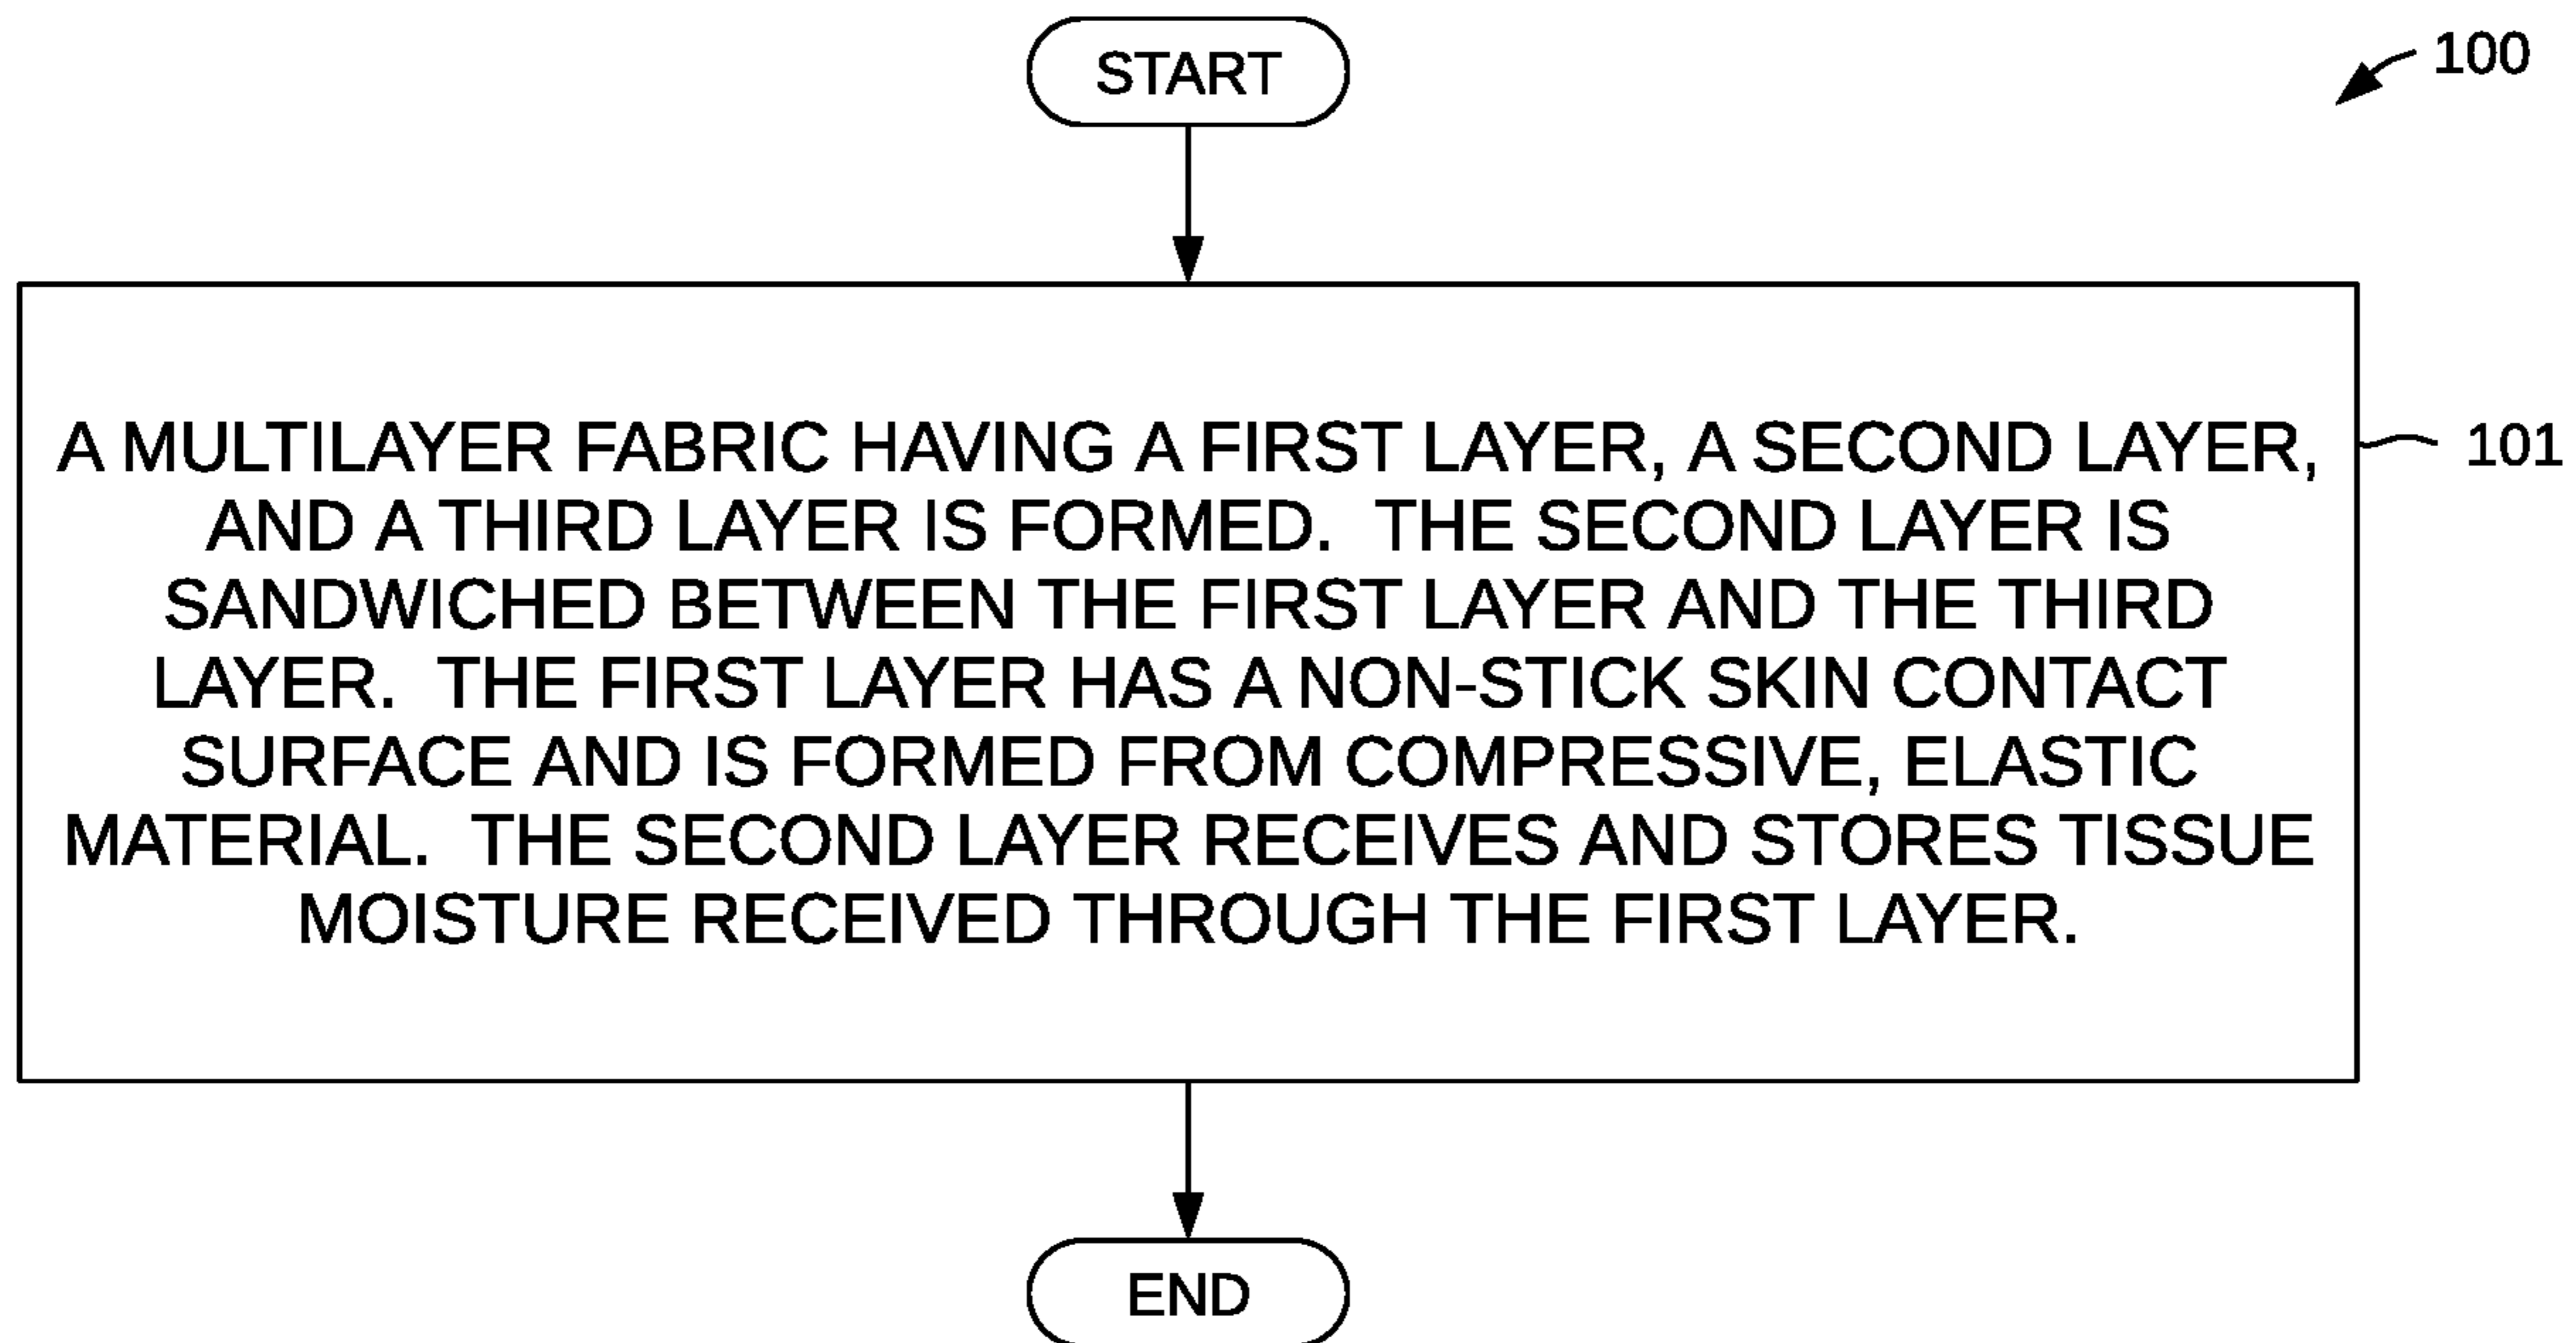 START
100
A MULTILAYER FABRIC HAVING A FIRST LAYER, A SECOND LAYER,
101
AND A THIRD LAYER IS FORMED.  THE SECOND LAYER IS
SANDWICHED BETWEEN THE FIRST LAYER AND THE THIRD
LAYER.  THE FIRST LAYER HAS A NON-STICK SKIN CONTACT
SURFACE AND IS FORMED FROM COMPRESSIVE, ELASTIC
MATERIAL.  THE SECOND LAYER RECEIVES AND STORES TISSUE
MOISTURE RECEIVED THROUGH THE FIRST LAYER.
END